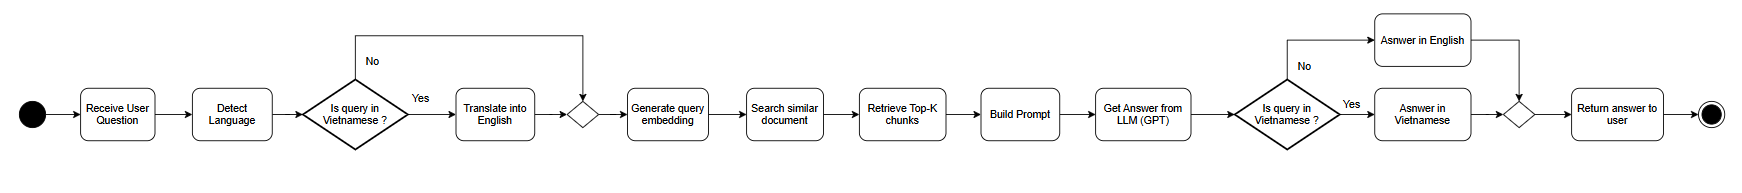 Receive User
Question
Detect
Language
Is query in
Vietnamese ?
No
Yes
Translate into
English
Generate query
embedding
Search similar
document
Retrieve Top-K
chunks
Build Prompt
Get Answer from
LLM (GPT)
Is query in
Vietnamese ?
No
Yes
Asnwer in English
Asnwer in
Vietnamese
Return answer to
user